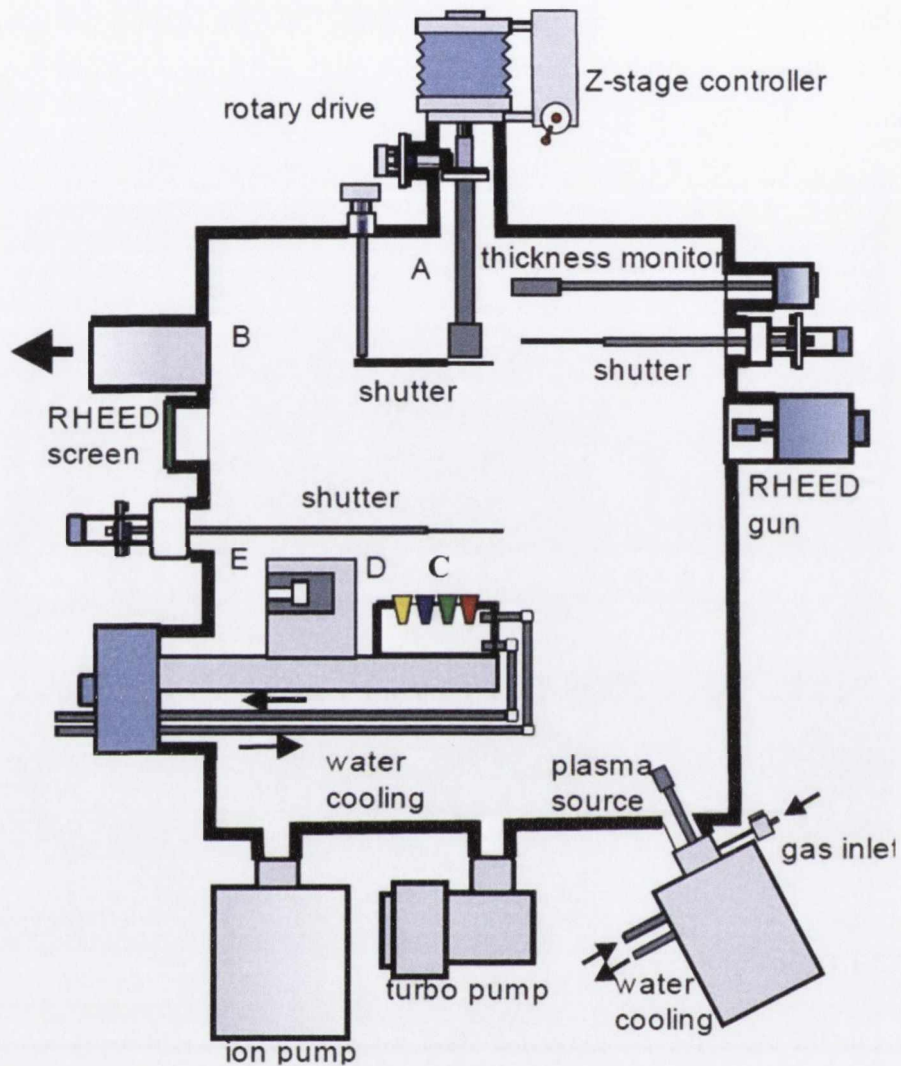 Z-stage controller
rotary drive
A
thickness monitor
B
shutter
shutter
RHEED
screen
RHEED
gun
shutter
E
D
C
water
cooling
plasma
source
gas inlet
turbo pump
water
cooling
ion pump